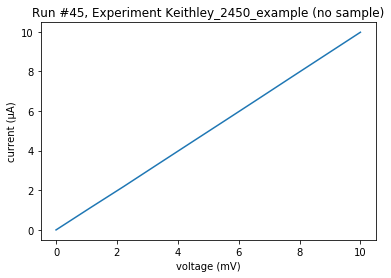 Run #45, Experiment Keithley_2450_example (no sample)
10
8
6
4
2
0
current (μA)
0 2 4 6 8 10
voltage (mV)